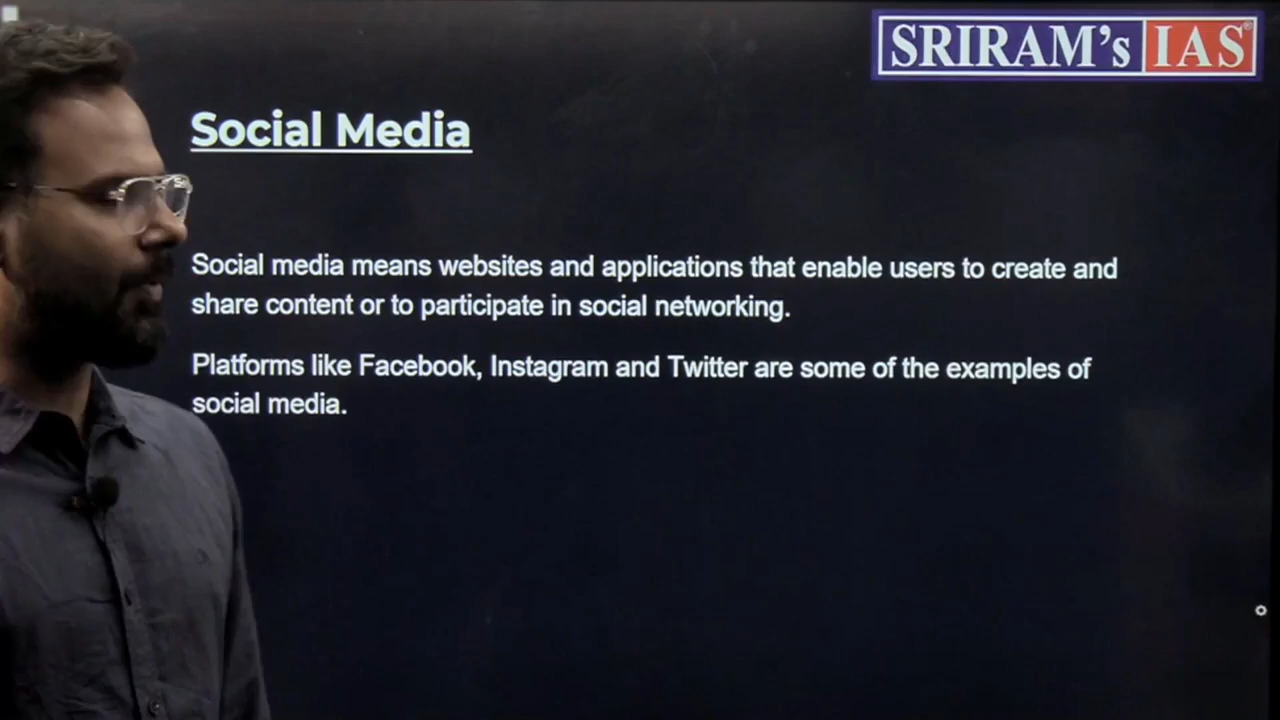 SRIRAM's IAS®
Social Media
Social media means websites and applications that enable users to create and
share content or to participate in social networking.
Platforms like Facebook, Instagram and Twitter are some of the examples of
social media.